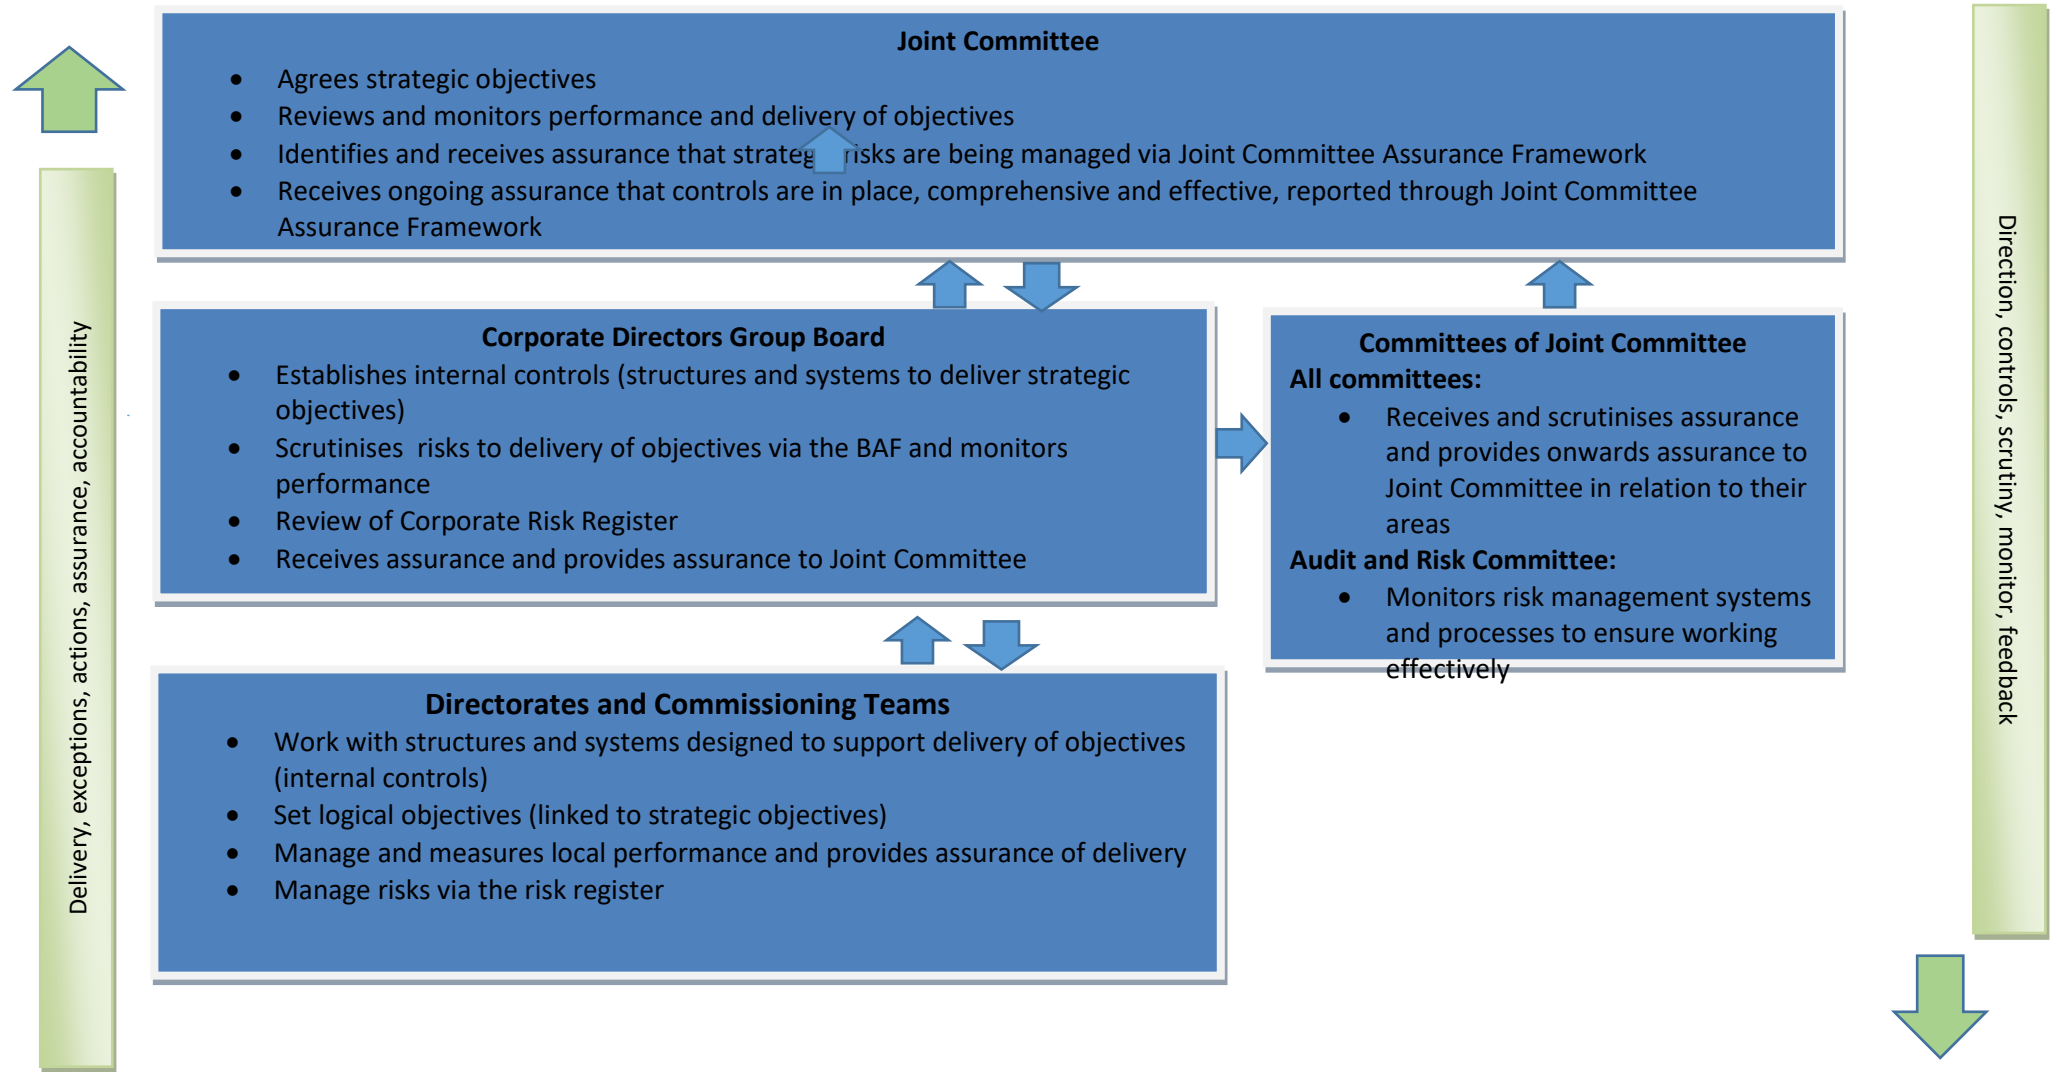 Joint Committee
• Agrees strategic objectives
• Reviews and monitors performance and delivery of objectives
• Identifies and receives assurance that strategic risks are being managed via Joint Committee Assurance Framework
• Receives ongoing assurance that controls are in place, comprehensive and effective, reported through Joint Committee
Assurance Framework
Delivery, exceptions, actions, assurance, accountability
Corporate Directors Group Board
• Establishes internal controls (structures and systems to deliver strategic
objectives)
• Scrutinises  risks to delivery of objectives via the BAF and monitors
performance
• Review of Corporate Risk Register
• Receives assurance and provides assurance to Joint Committee
Committees of Joint Committee
All committees:
• Receives and scrutinises assurance
and provides onwards assurance to
Joint Committee in relation to their
areas
Audit and Risk Committee:
• Monitors risk management systems
and processes to ensure working
effectively
Directorates and Commissioning Teams
• Work with structures and systems designed to support delivery of objectives
(internal controls)
• Set logical objectives (linked to strategic objectives)
• Manage and measures local performance and provides assurance of delivery
• Manage risks via the risk register
Direction, controls, scrutiny, monitor, feedback